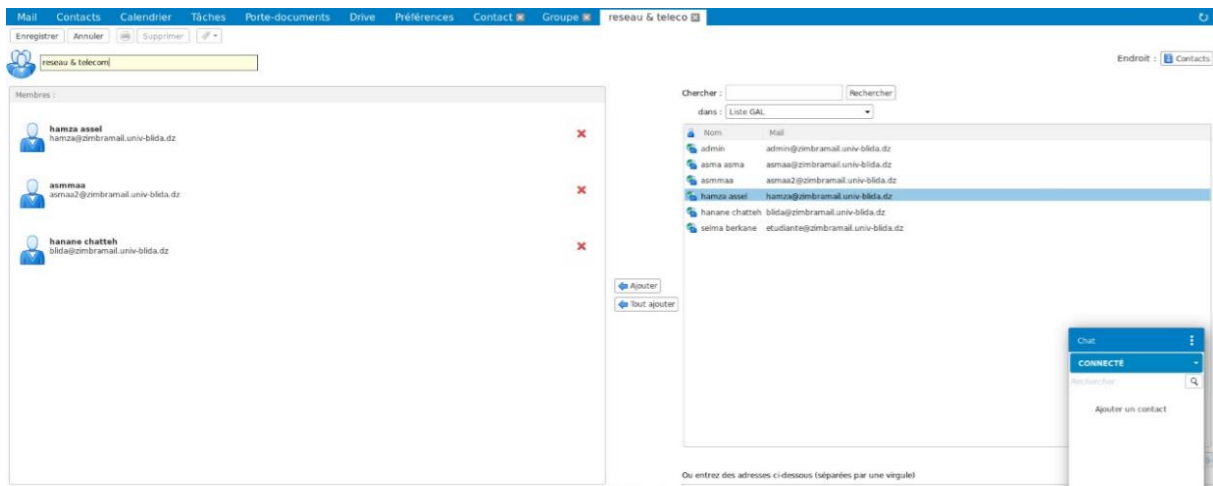 Mail Contacts Calendrier Tâches Porte-documents Drive Préférences Contact Groupe reseau & teleco
Enregistrer Annuler Supprimer
reseau & telecom
Endroit : Contacts
Membres :
hamza assel
hamza@zimbramail.univ-blida.dz
asmmaa
asmaa2@zimbramail.univ-blida.dz
hanane chatteh
blida@zimbramail.univ-blida.dz
Ajouter
Tout ajouter
Chercher : Rechercher
dans : Liste GAL
Nom Mail
admin admin@zimbramail.univ-blida.dz
asma asma asmaa@zimbramail.univ-blida.dz
asmmaa asmaa2@zimbramail.univ-blida.dz
hamza assel hamza@zimbramail.univ-blida.dz
hanane chatteh blida@zimbramail.univ-blida.dz
selma berkane etudiante@zimbramail.univ-blida.dz
Chat
CONNECTÉ
Rechercher
Ajouter un contact
Ou entrez des adresses ci-dessous (séparées par une virgule)